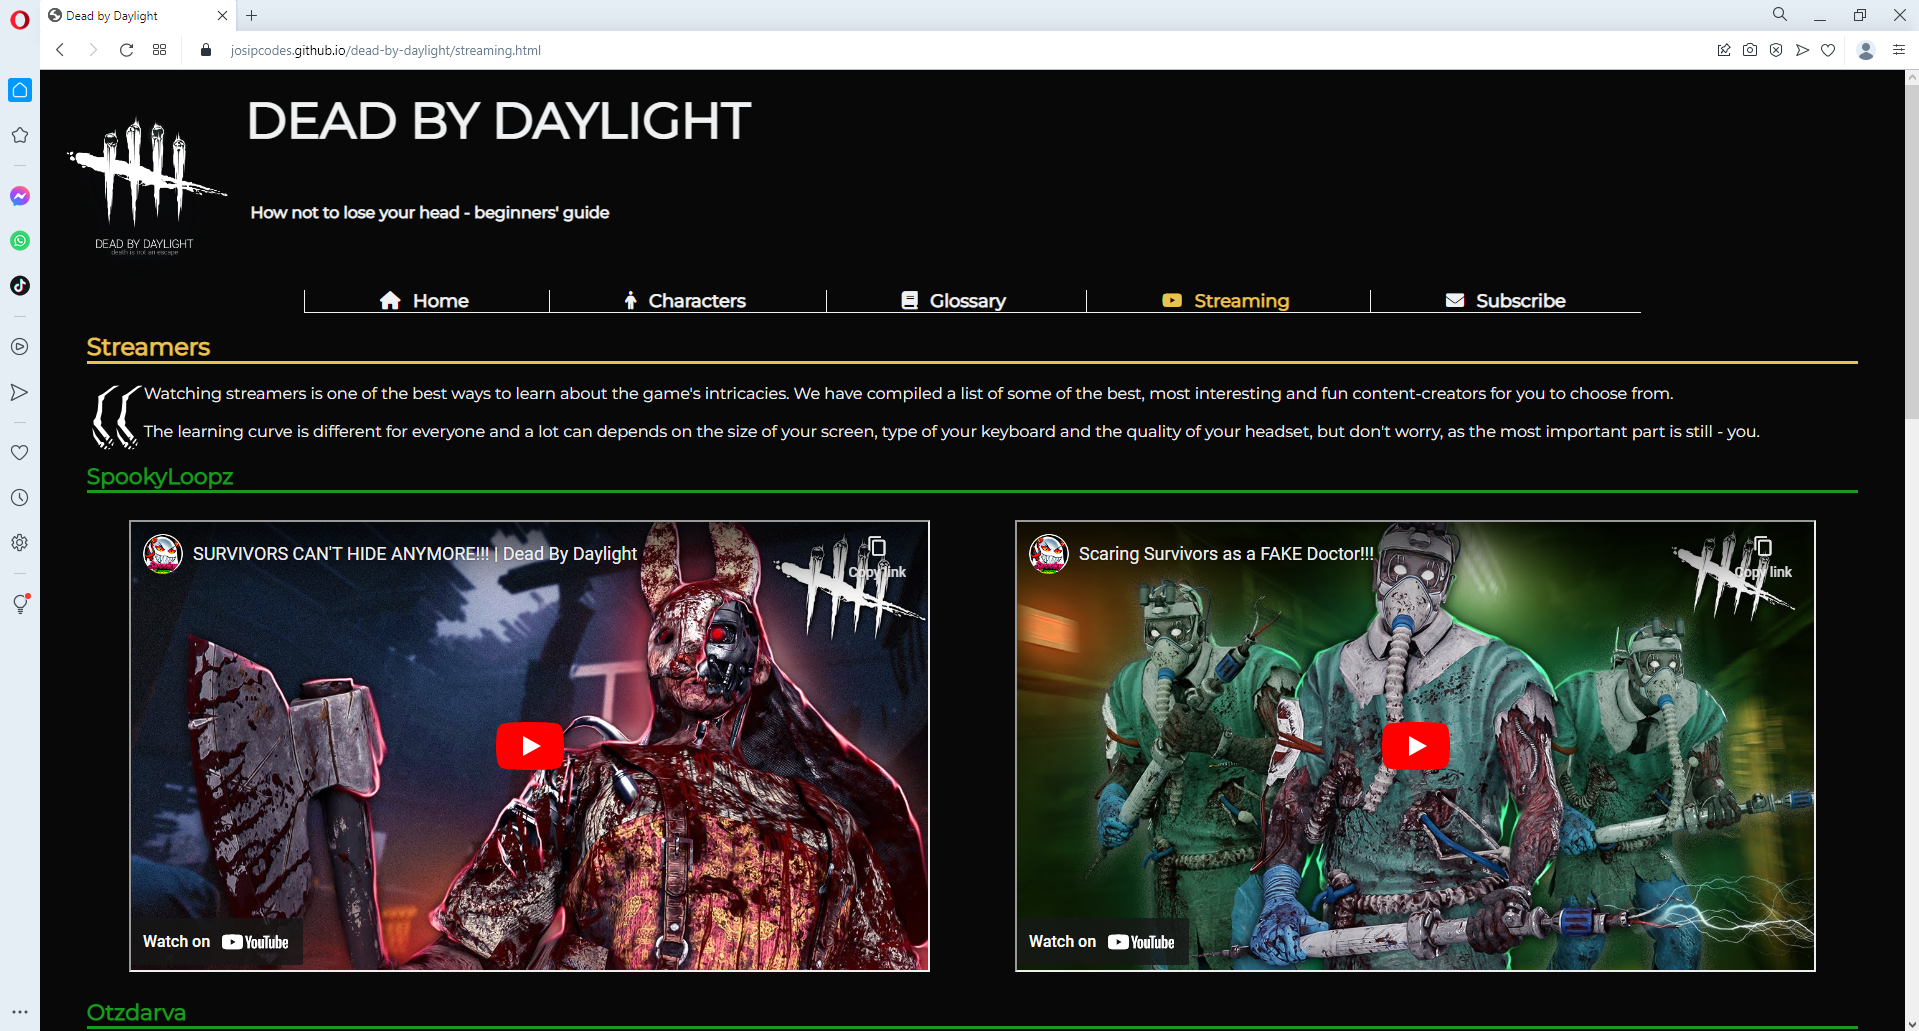 Dead by Daylight
josipcodes.github.io/dead-by-daylight/streaming.html
DEAD BY DAYLIGHT
How not to lose your head - beginners' guide
DEAD BY DAYLIGHT
death is not an escape
Home
Characters
Glossary
Streaming
Subscribe
Streamers
Watching streamers is one of the best ways to learn about the game's intricacies. We have compiled a list of some of the best, most interesting and fun content-creators for you to choose from.
The learning curve is different for everyone and a lot can depends on the size of your screen, type of your keyboard and the quality of your headset, but don't worry, as the most important part is still - you.
SpookyLoopz
SURVIVORS CAN'T HIDE ANYMORE!!! | Dead By Daylight
Copy link
Watch on YouTube
Scaring Survivors as a FAKE Doctor!!!
Copy link
Watch on YouTube
Otzdarva